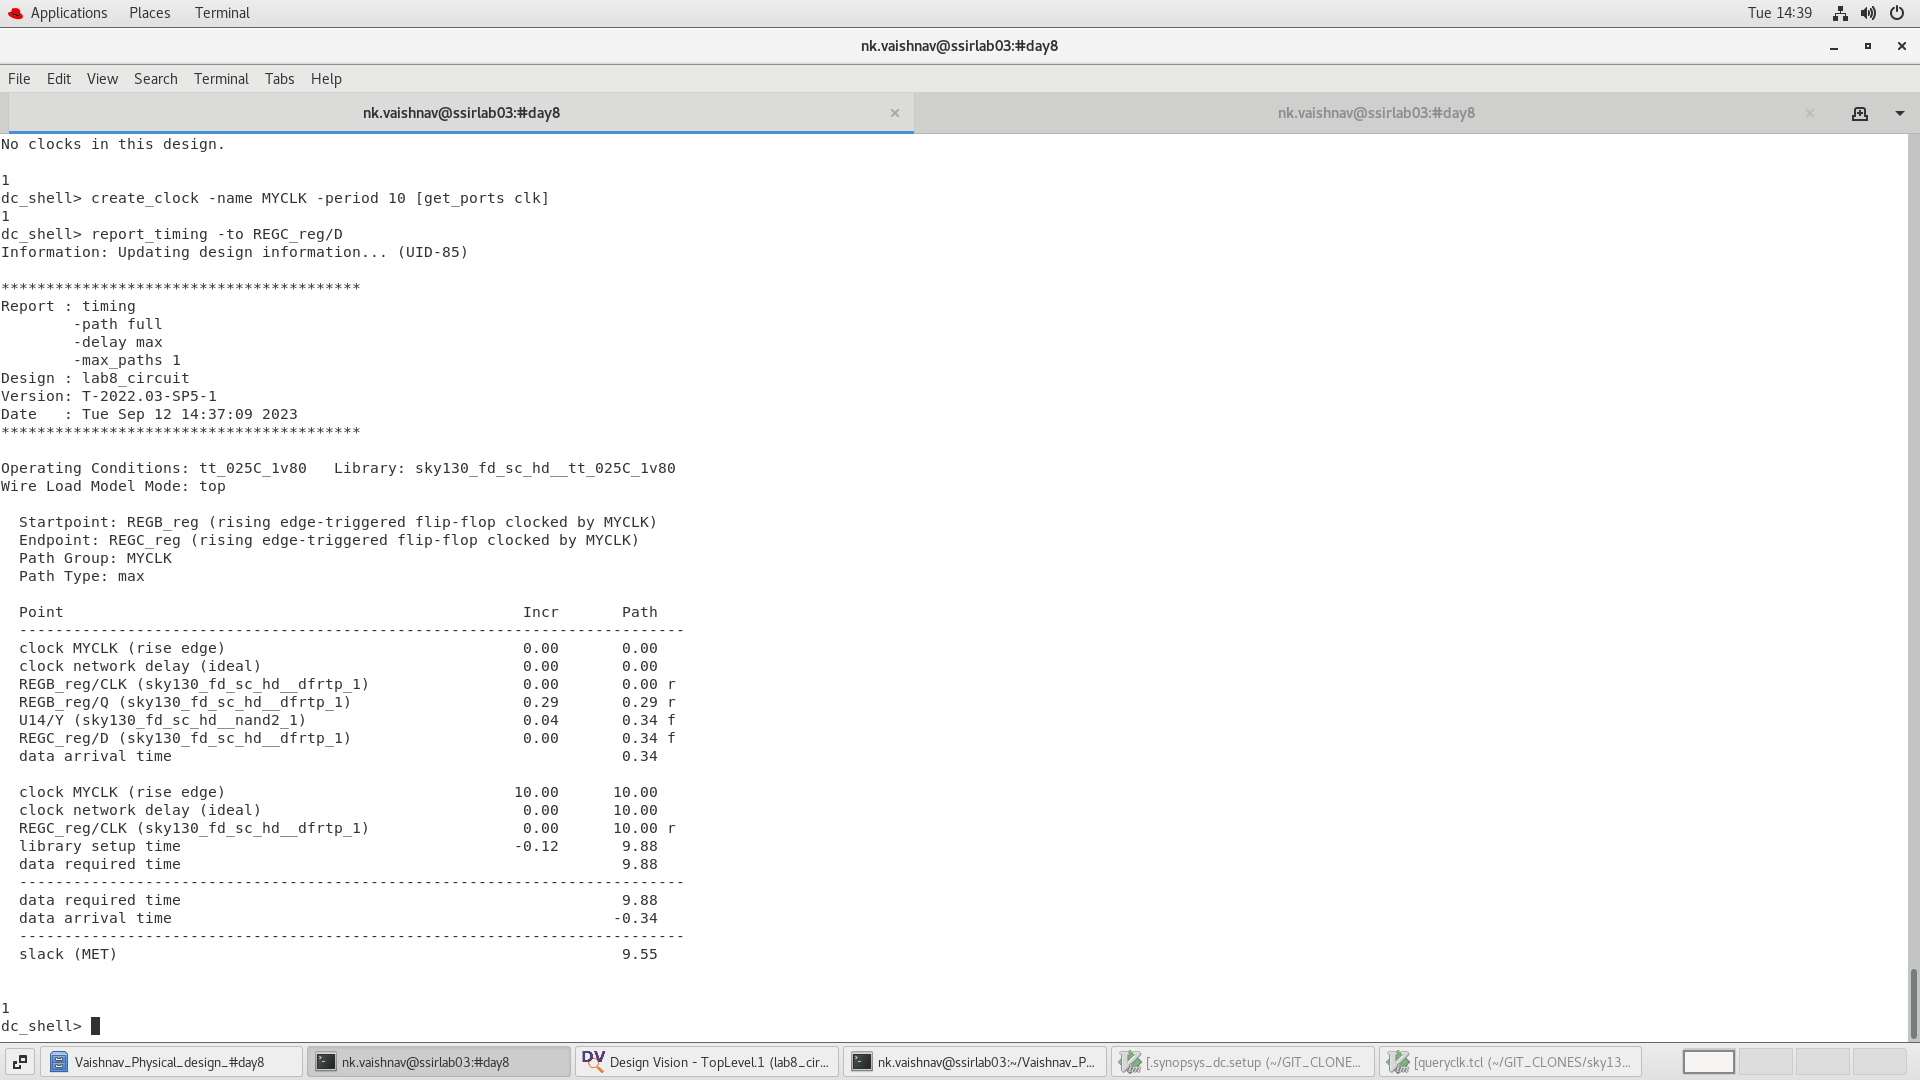 Applications Places Terminal Tue 14:39
nk.vaishnav@ssirlab03:#day8
File Edit View Search Terminal Tabs Help
nk.vaishnav@ssirlab03:#day8 nk.vaishnav@ssirlab03:#day8
No clocks in this design.
1
dc_shell> create_clock -name MYCLK -period 10 [get_ports clk]
1
dc_shell> report_timing -to REGC_reg/D
Information: Updating design information... (UID-85)
****************************************
Report : timing
        -path full
        -delay max
        -max_paths 1
Design : lab8_circuit
Version: T-2022.03-SP5-1
Date   : Tue Sep 12 14:37:09 2023
****************************************
Operating Conditions: tt_025C_1v80   Library: sky130_fd_sc_hd__tt_025C_1v80
Wire Load Model Mode: top
  Startpoint: REGB_reg (rising edge-triggered flip-flop clocked by MYCLK)
  Endpoint: REGC_reg (rising edge-triggered flip-flop clocked by MYCLK)
  Path Group: MYCLK
  Path Type: max
  Point                                                   Incr       Path
  --------------------------------------------------------------------------
  clock MYCLK (rise edge)                                 0.00       0.00
  clock network delay (ideal)                             0.00       0.00
  REGB_reg/CLK (sky130_fd_sc_hd__dfrtp_1)                 0.00       0.00 r
  REGB_reg/Q (sky130_fd_sc_hd__dfrtp_1)                   0.29       0.29 r
  U14/Y (sky130_fd_sc_hd__nand2_1)                        0.04       0.34 f
  REGC_reg/D (sky130_fd_sc_hd__dfrtp_1)                   0.00       0.34 f
  data arrival time                                                  0.34
  clock MYCLK (rise edge)                                10.00      10.00
  clock network delay (ideal)                             0.00      10.00
  REGC_reg/CLK (sky130_fd_sc_hd__dfrtp_1)                 0.00      10.00 r
  library setup time                                     -0.12       9.88
  data required time                                                 9.88
  --------------------------------------------------------------------------
  data required time                                                 9.88
  data arrival time                                                 -0.34
  --------------------------------------------------------------------------
  slack (MET)                                                        9.55
1
dc_shell>
Vaishnav_Physical_design_#day8 nk.vaishnav@ssirlab03:#day8 DV Design Vision - TopLevel.1 (lab8_cir... nk.vaishnav@ssirlab03:~/Vaishnav_P... [.synopsys_dc.setup (~/GIT_CLONE... [queryclk.tcl (~/GIT_CLONES/sky13...